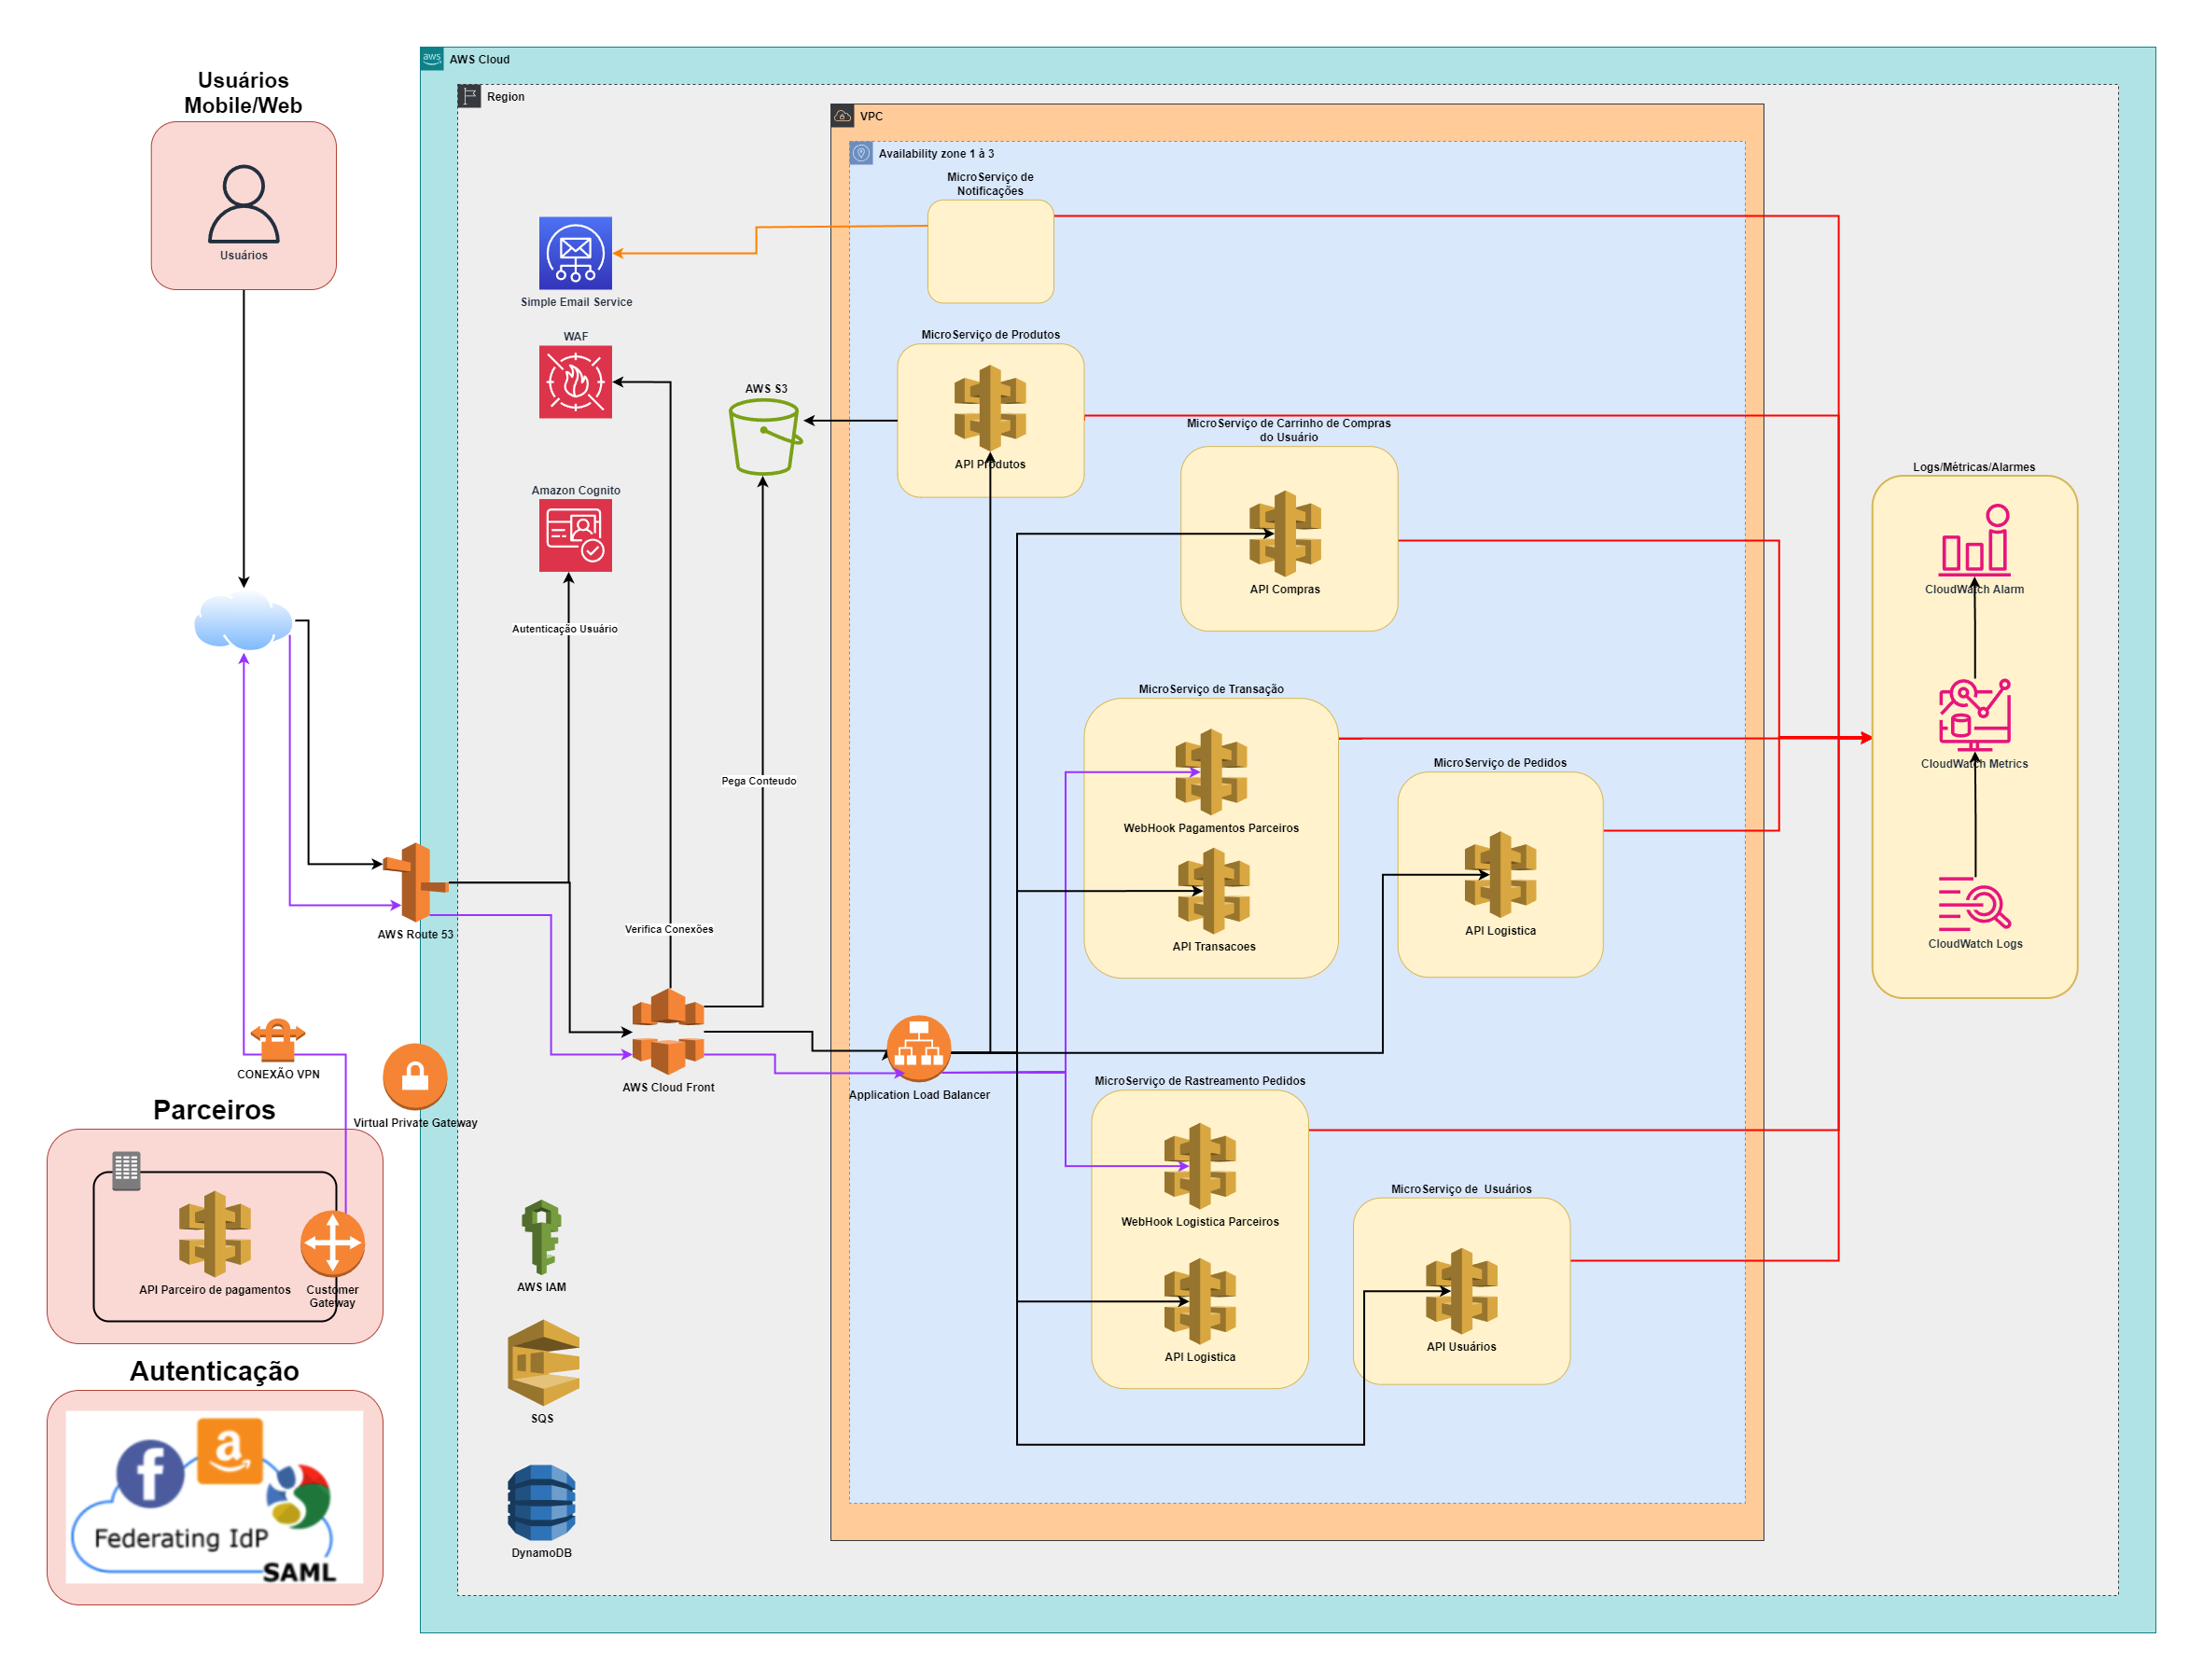 aws
AWS Cloud
Region
VPC
Availability zone 1 à 3
Usuários
Mobile/Web
Usuários
MicroServiço de
Notificações
Simple Email Service
WAF
AWS S3
MicroServiço de Produtos
API Produtos
MicroServiço de Carrinho de Compras
do Usuário
API Compras
Amazon Cognito
Autenticação Usuário
Logs/Métricas/Alarmes
CloudWatch Alarm
CloudWatch Metrics
CloudWatch Logs
Pega Conteudo
MicroServiço de Transação
WebHook Pagamentos Parceiros
API Transacoes
MicroServiço de Pedidos
API Logistica
Verifica Conexões
AWS Route 53
AWS Cloud Front
Application Load Balancer
CONEXÃO VPN
Virtual Private Gateway
Parceiros
API Parceiro de pagamentos
Customer
Gateway
MicroServiço de Rastreamento Pedidos
WebHook Logistica Parceiros
API Logistica
MicroServiço de  Usuários
API Usuários
AWS IAM
SQS
DynamoDB
Autenticação
f
a
Federating IdP
SAML